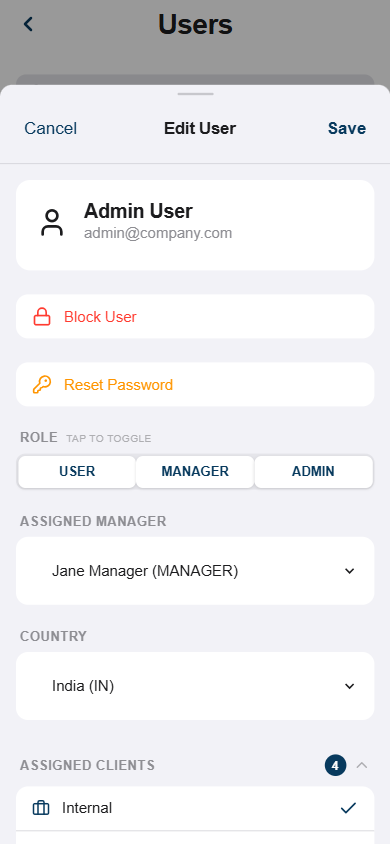 Users
Cancel
Edit User
Save
Admin User
admin@company.com
Block User
Reset Password
ROLE TAP TO TOGGLE
USER
MANAGER
ADMIN
ASSIGNED MANAGER
Jane Manager (MANAGER)
COUNTRY
India (IN)
ASSIGNED CLIENTS
4
Internal